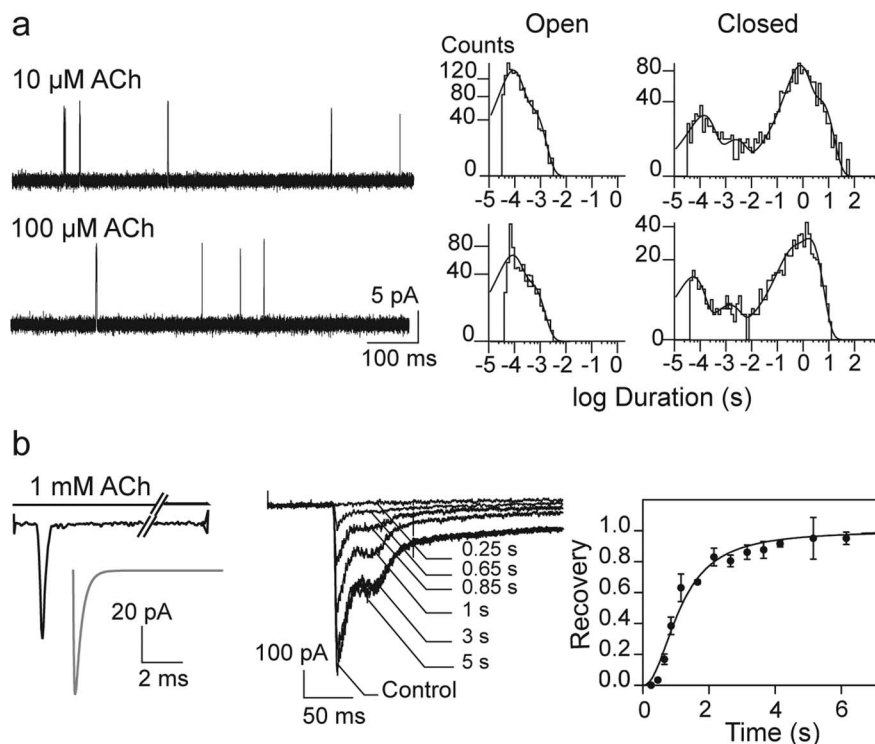 a
Open
Closed
Counts
10 µM ACh
120
80
40
0
-5 -4 -3 -2 -1 0
80
40
0
-5 -4 -3 -2 -1 0 1 2
100 µM ACh
5 pA
100 ms
80
40
0
-5 -4 -3 -2 -1 0
40
20
0
-5 -4 -3 -2 -1 0 1 2
log Duration (s)
b
1 mM ACh
20 pA
2 ms
0.25 s
0.65 s
0.85 s
1 s
3 s
5 s
Control
100 pA
50 ms
Recovery
1.0
0.8
0.6
0.4
0.2
0.0
0 2 4 6
Time (s)